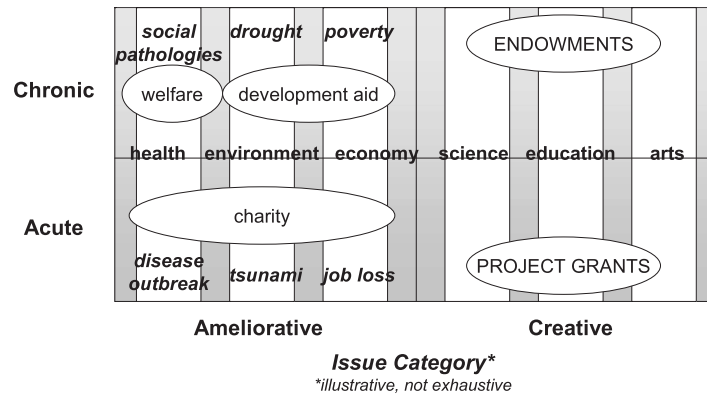 social drought poverty
pathologies
ENDOWMENTS
Chronic
welfare development aid
health environment economy science education arts
charity
Acute
disease
outbreak tsunami job loss
PROJECT GRANTS
Ameliorative Creative
Issue Category*
*illustrative, not exhaustive